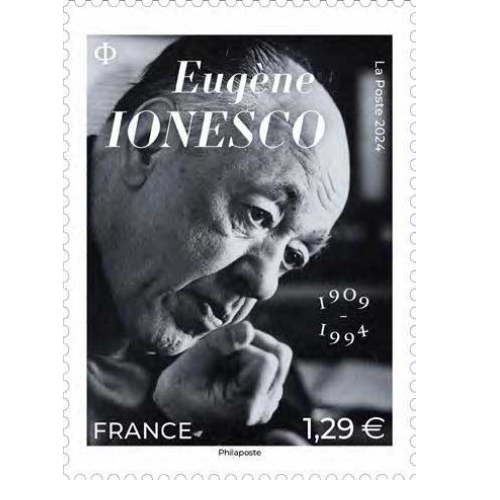 Eugène
IONESCO
La Poste 2024
1909
-
1994
FRANCE
1,29 €
Philaposte